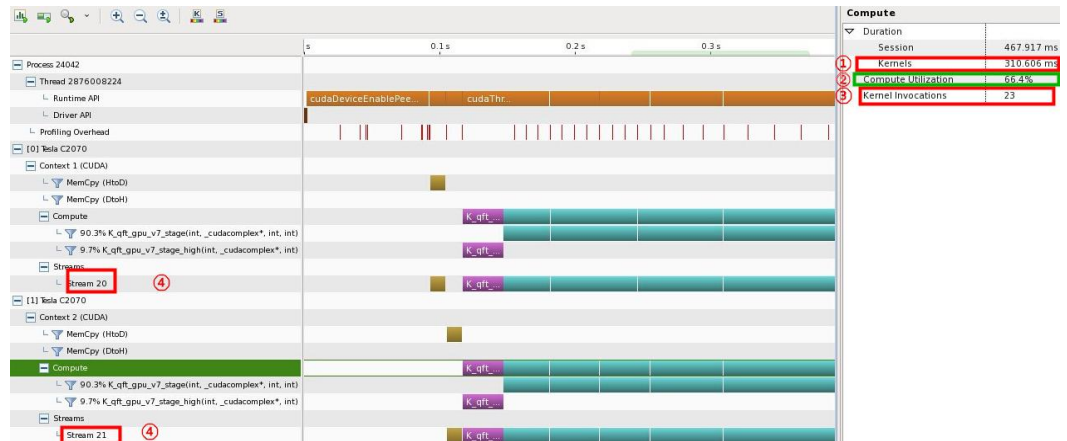 K S
Compute
Duration
s 0.1 s 0.2 s 0.3 s
Session 467.917 ms
Process 24042
① Kernels 310.606 ms
Thread 2876008224
② Compute Utilization 66.4%
Runtime API cudaDeviceEnablePee... cudaThr...
③ Kernel Invocations 23
Driver API
Profiling Overhead
[0] Tesla C2070
Context 1 (CUDA)
MemCpy (HtoD)
MemCpy (DtoH)
Compute K_qft_...
90.3% K_qft_gpu_v7_stage(int, _cudacomplex*, int, int)
9.7% K_qft_gpu_v7_stage_high(int, _cudacomplex*, int) K_qft_...
Streams
Stream 20 ④ K_qft_...
[1] Tesla C2070
Context 2 (CUDA)
MemCpy (HtoD)
MemCpy (DtoH)
Compute K_qft_...
90.3% K_qft_gpu_v7_stage(int, _cudacomplex*, int, int)
9.7% K_qft_gpu_v7_stage_high(int, _cudacomplex*, int) K_qft_...
Streams
Stream 21 ④ K_qft_...